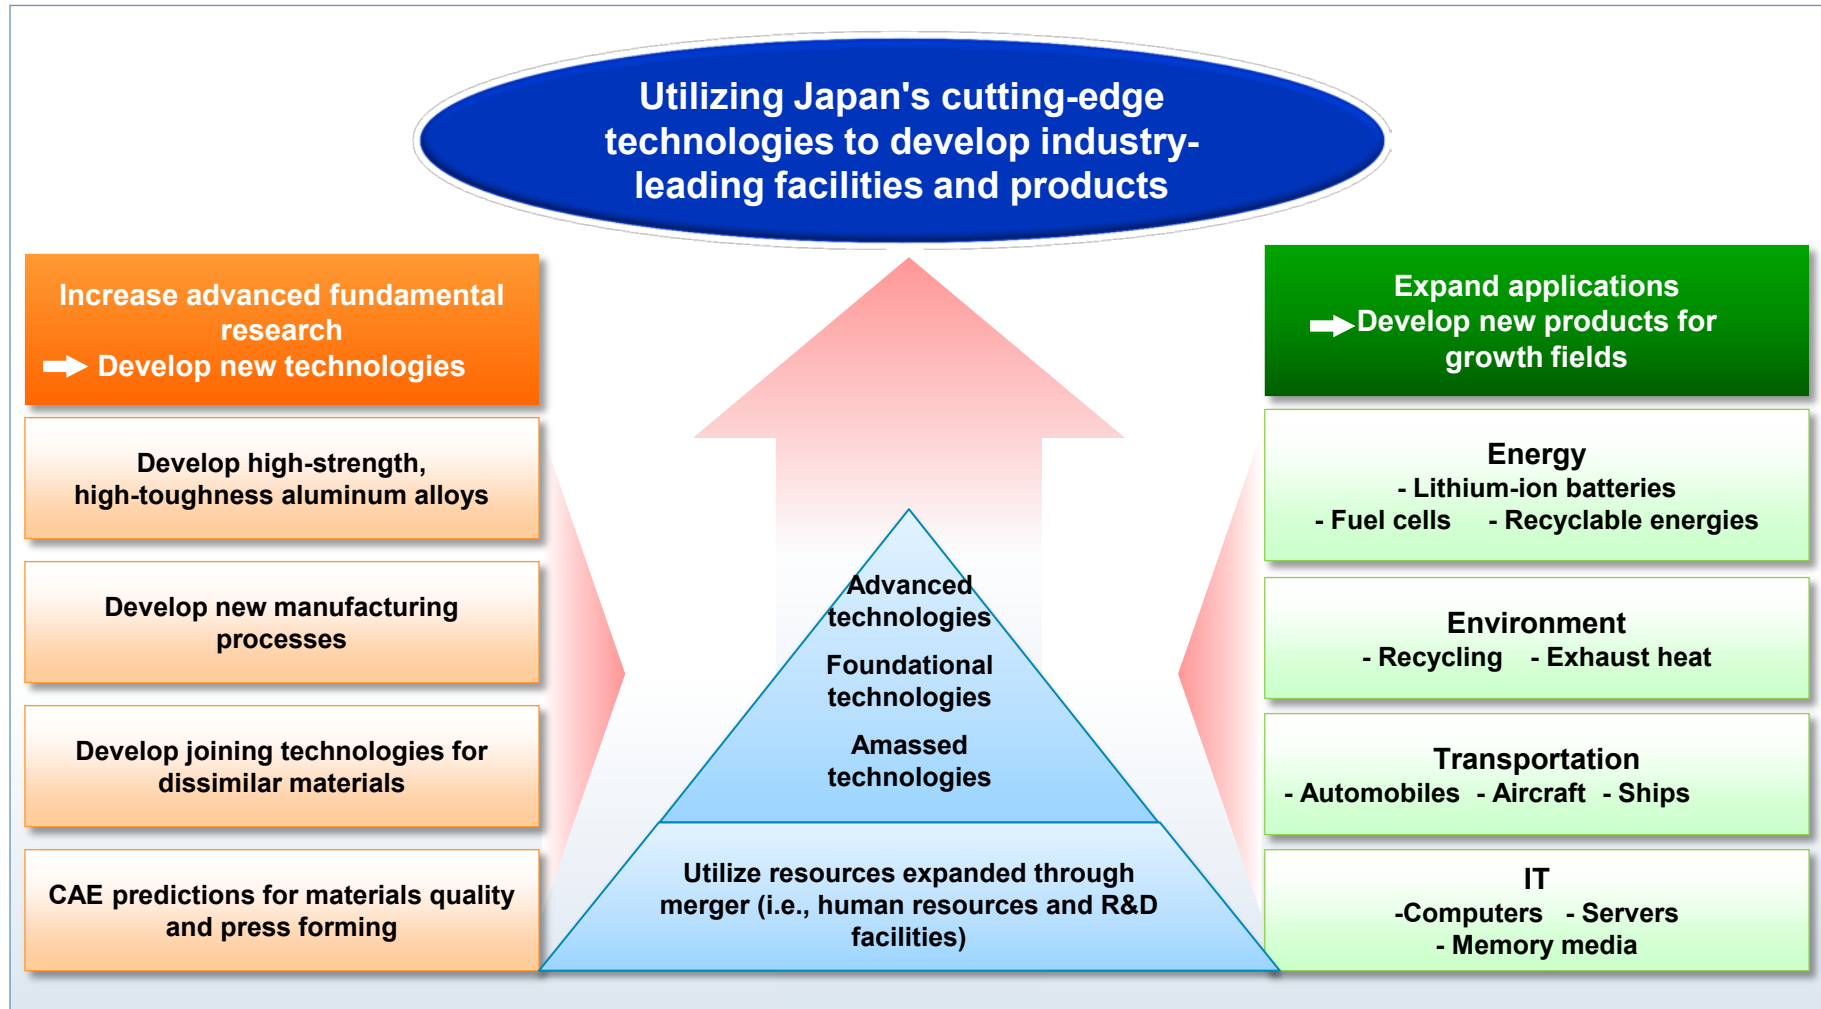 Utilizing Japan's cutting-edge
technologies to develop industry-
leading facilities and products
Increase advanced fundamental
research
Develop new technologies
Develop high-strength,
high-toughness aluminum alloys
Develop new manufacturing
processes
Develop joining technologies for
dissimilar materials
CAE predictions for materials quality
and press forming
Advanced
technologies
Foundational
technologies
Amassed
technologies
Utilize resources expanded through
merger (i.e., human resources and R&D
facilities)
Expand applications
Develop new products for
growth fields
Energy
- Lithium-ion batteries
- Fuel cells - Recyclable energies
Environment
- Recycling - Exhaust heat
Transportation
- Automobiles - Aircraft - Ships
IT
-Computers - Servers
- Memory media